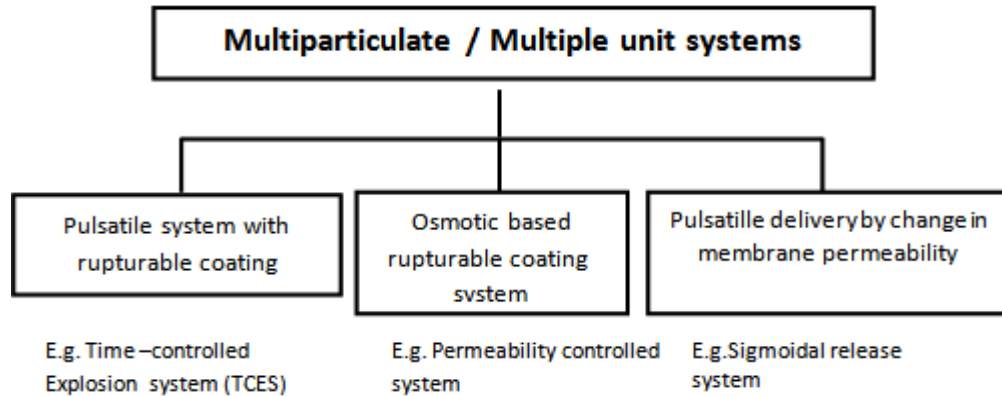 Multiparticulate / Multiple unit systems
Pulsatile system with
rupturable coating
Osmotic based
rupturable coating
system
Pulsatille delivery by change in
membrane permeability
E.g. Time –controlled
Explosion system (TCES)
E.g. Permeability controlled
system
E.g.Sigmoidal release
system